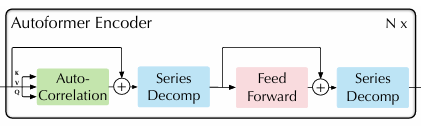 Autoformer Encoder
N x
K
V
Q
Auto-
Correlation
Series
Decomp
Feed
Forward
Series
Decomp